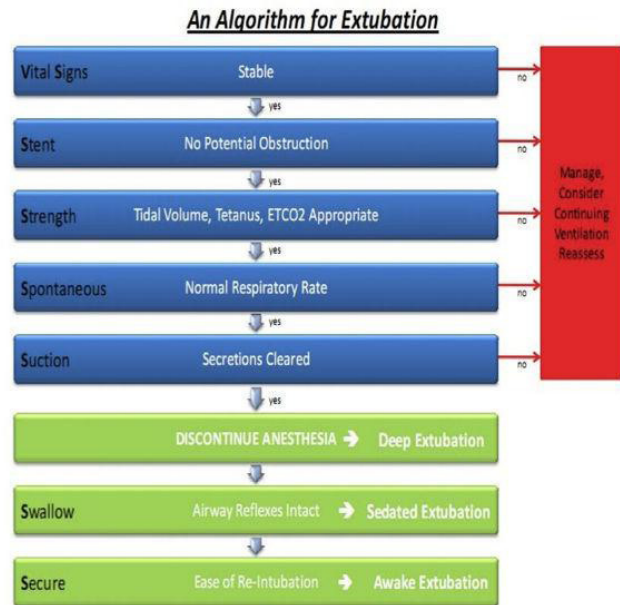 An Algorithm for Extubation
Vital Signs Stable
no
yes
Stent No Potential Obstruction
no
yes
Strength Tidal Volume, Tetanus, ETCO2 Appropriate
no
yes
Spontaneous Normal Respiratory Rate
no
yes
Suction Secretions Cleared
no
yes
Manage,
Consider
Continuing
Ventilation
Reassess
DISCONTINUE ANESTHESIA → Deep Extubation
Swallow Airway Reflexes Intact → Sedated Extubation
Secure Ease of Re-Intubation → Awake Extubation